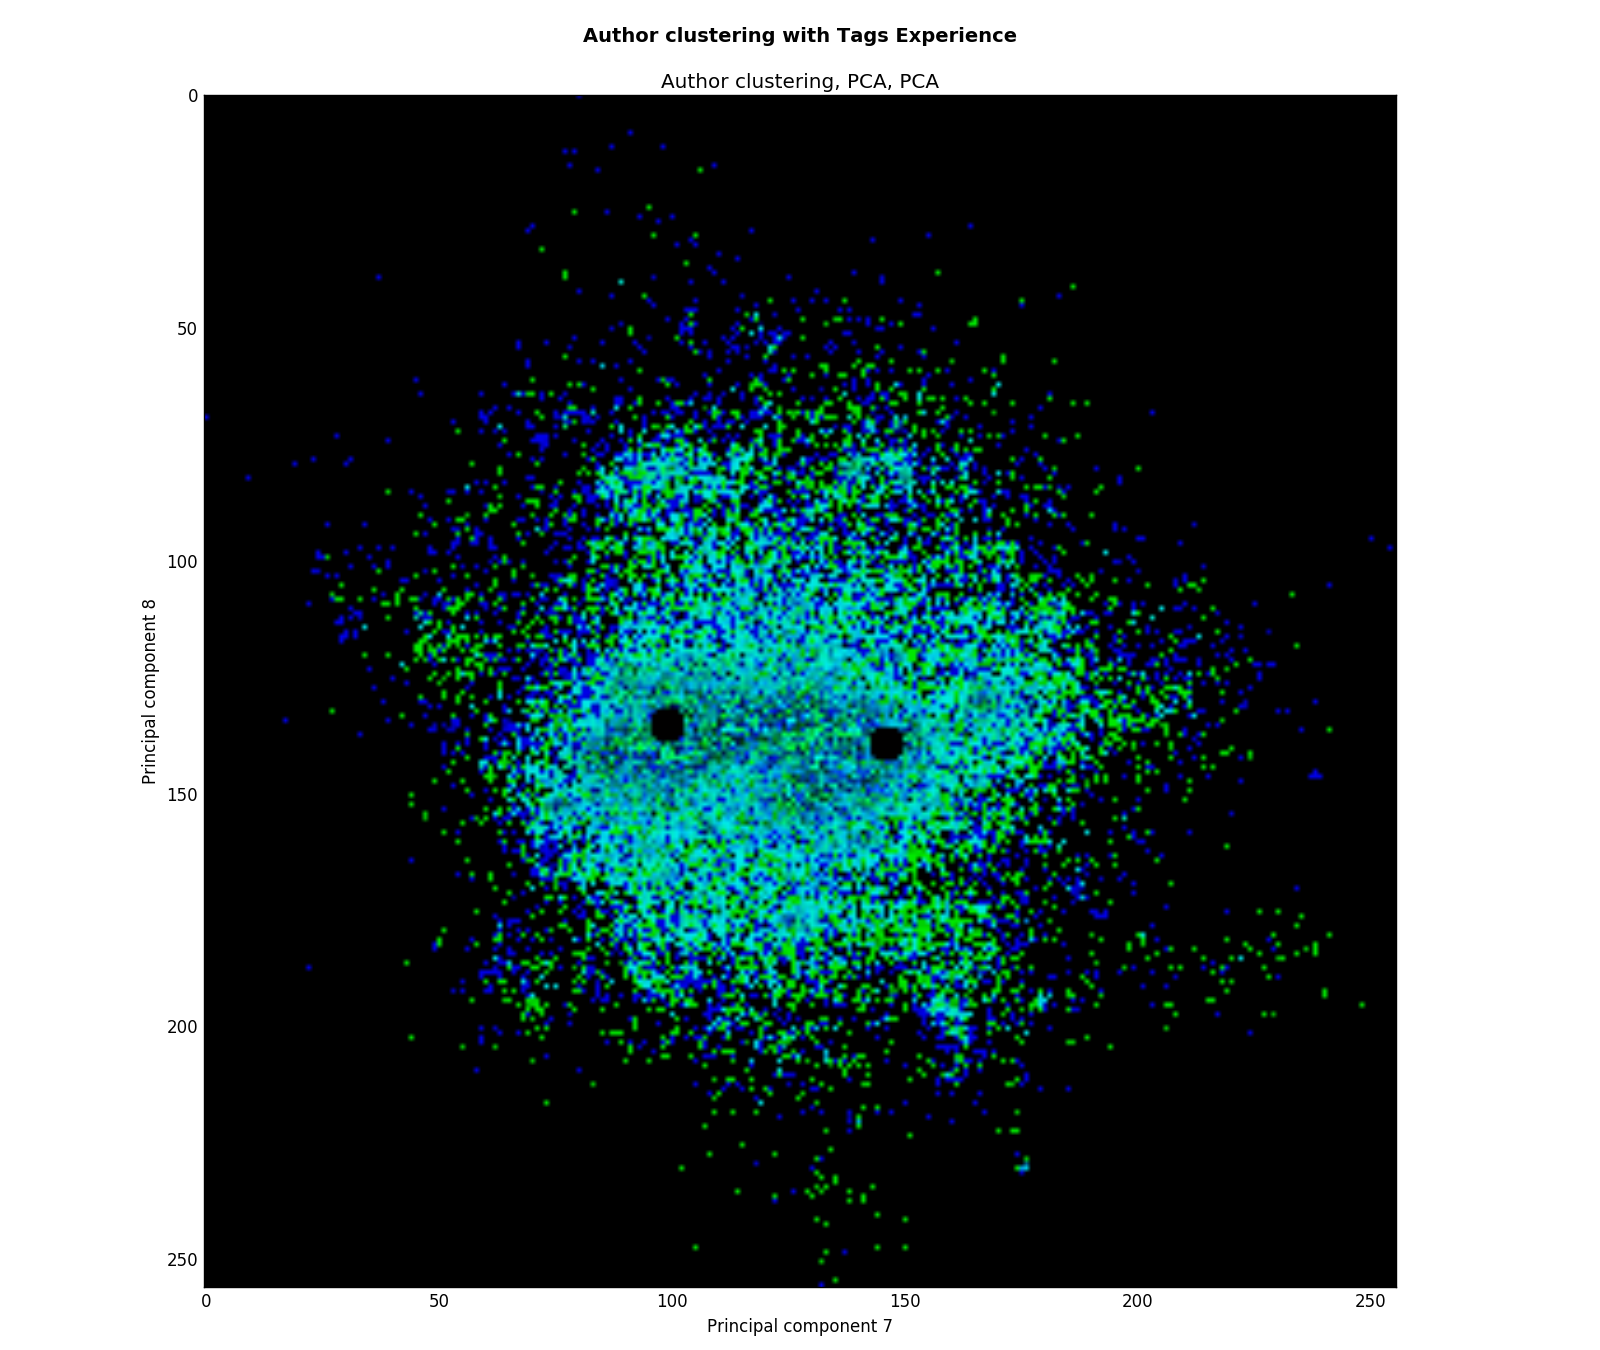 Author clustering with Tags Experience
Author clustering, PCA, PCA
0
50
100
150
200
250
Principal component 8
0 50 100 150 200 250
Principal component 7